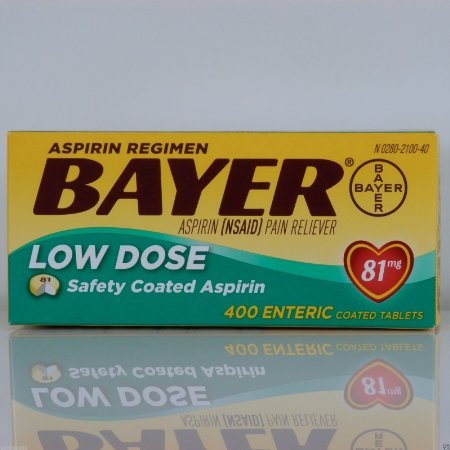 ASPIRIN REGIMEN
N 0280-2100-40
BAYER®
BAYER
BAYER
ASPIRIN (NSAID) PAIN RELIEVER
LOW DOSE
81
Safety Coated Aspirin
81mg
400 ENTERIC COATED TABLETS